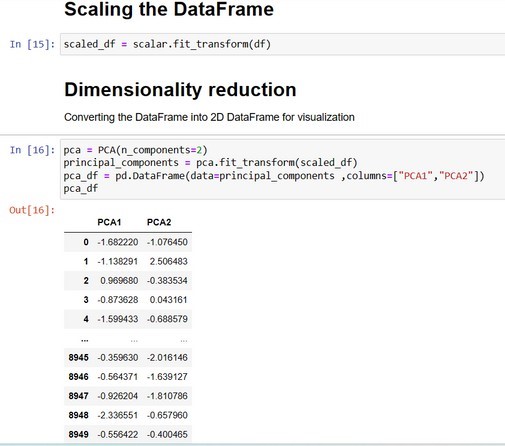 Scaling the DataFrame
In [15]: scaled_df = scalar.fit_transform(df)
Dimensionality reduction
Converting the DataFrame into 2D DataFrame for visualization
In [16]: pca = PCA(n_components=2)
principal_components = pca.fit_transform(scaled_df)
pca_df = pd.DataFrame(data=principal_components ,columns=["PCA1","PCA2"])
pca_df
Out[16]:
PCA1 PCA2
0 -1.682220 -1.076450
1 -1.138291 2.506483
2 0.969680 -0.383534
3 -0.873628 0.043161
4 -1.599433 -0.688579
... ... ...
8945 -0.359630 -2.016146
8946 -0.564371 -1.639127
8947 -0.926204 -1.810786
8948 -2.336551 -0.657960
8949 -0.556422 -0.400465